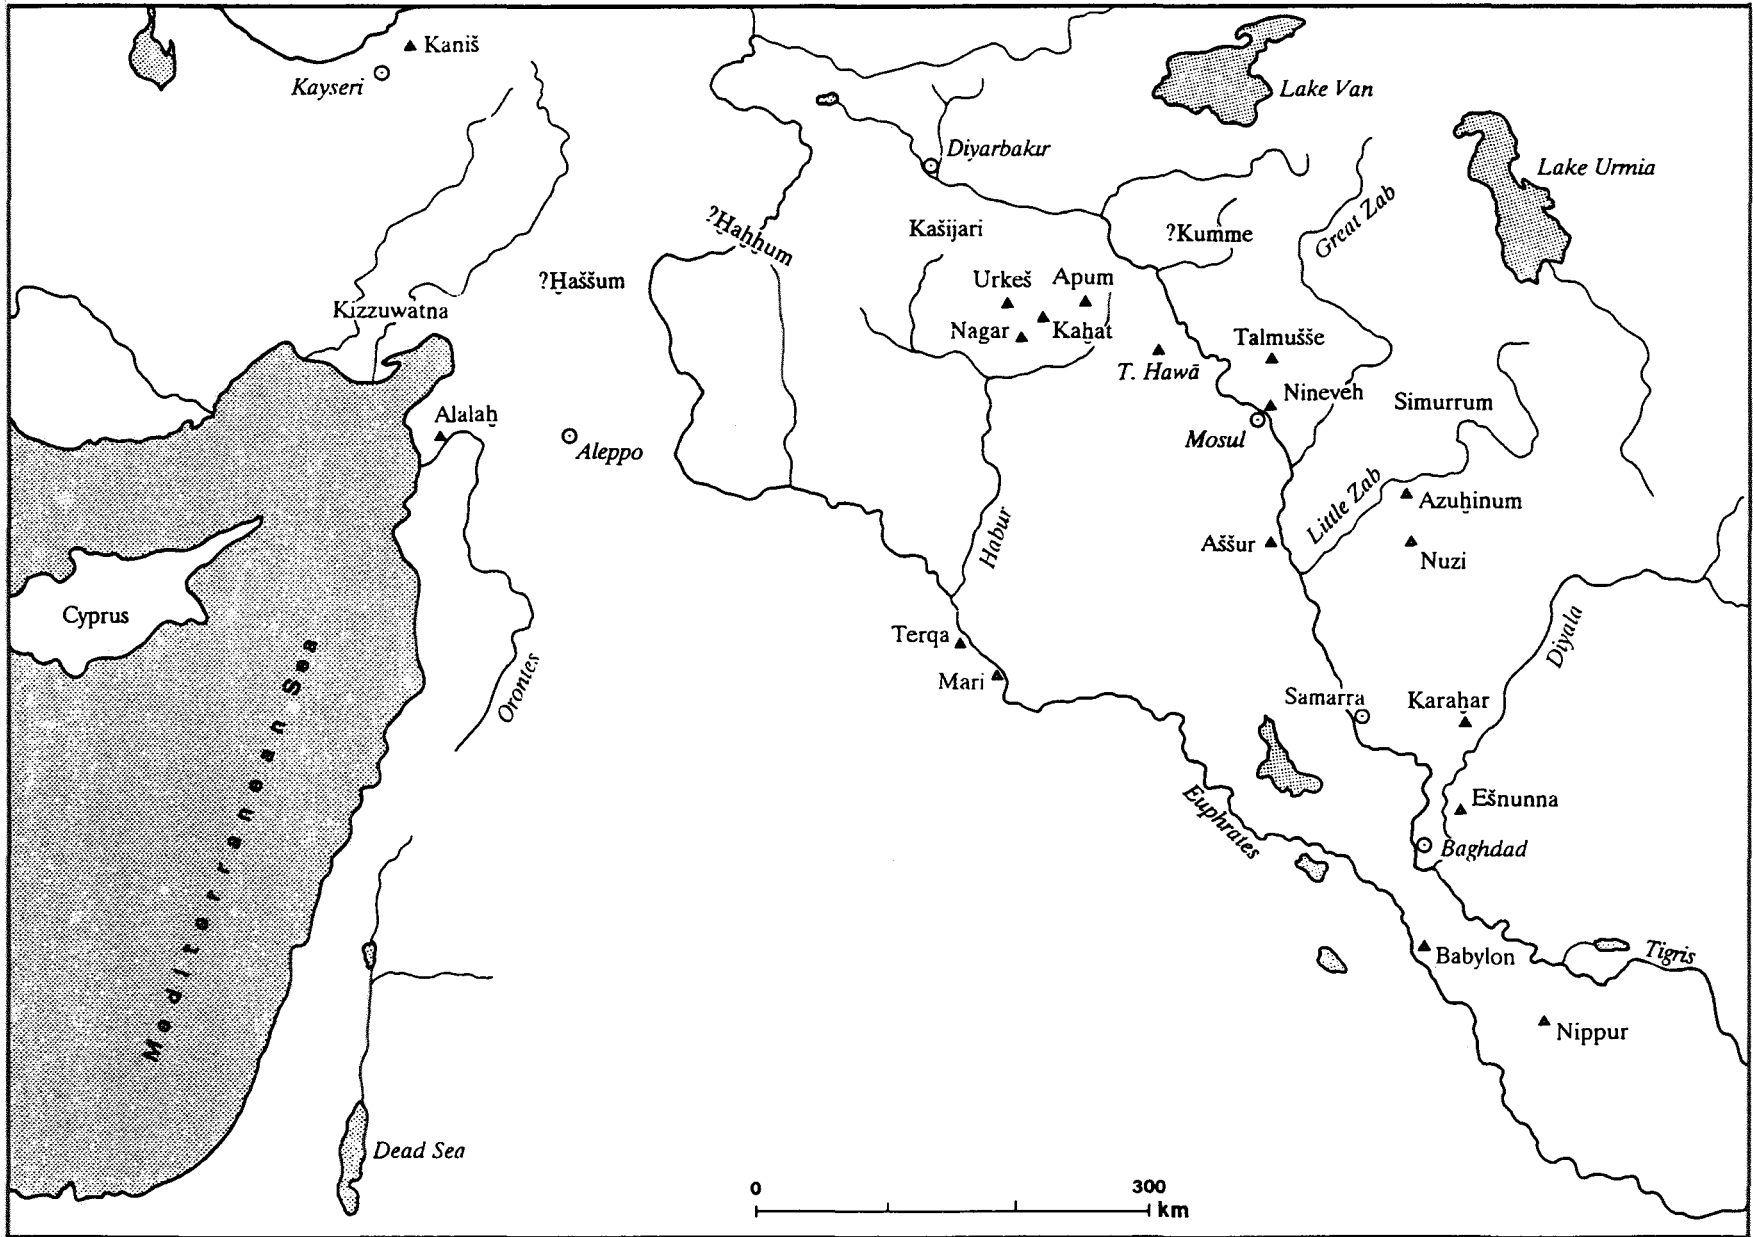 Kaniš
Kayseri
Lake Van
Diyarbakır
Lake Urmia
?Ḫaḫḫum
Kašijari
?Kumme
Great Zab
?Ḫaššum
Urkeš
Apum
Kizzuwatna
Nagar
Kaḫat
Talmušše
T. Hawā
Nineveh
Simurrum
Alalaḫ
Mosul
Aleppo
Little Zab
Azuḫinum
Habur
Aššur
Nuzi
Cyprus
Terqa
Diyala
Mari
Orontes
Samarra
Karaḫar
Mediterranean Sea
Euphrates
Ešnunna
Baghdad
Babylon
Tigris
Nippur
Dead Sea
0
300
km